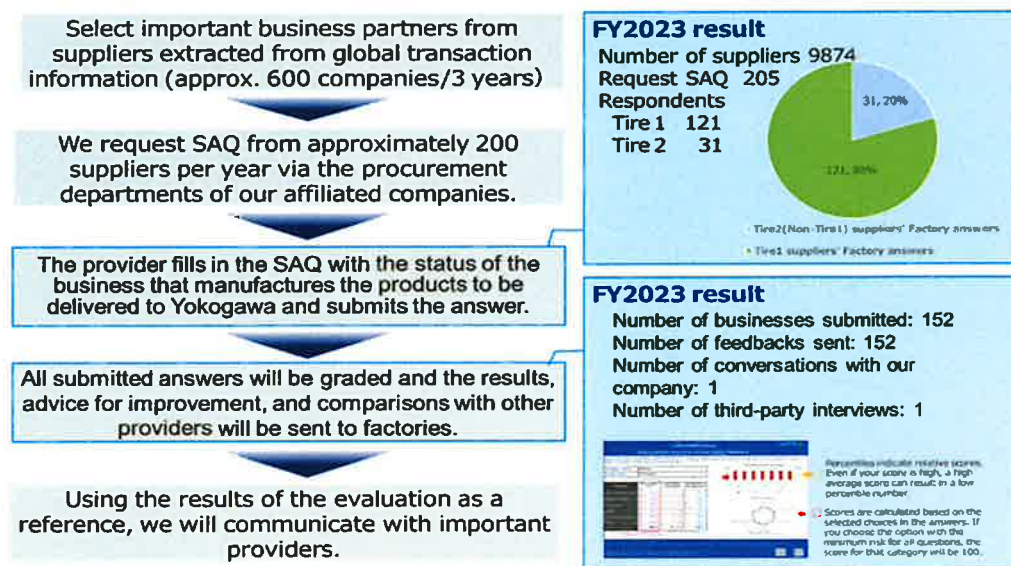 Select important business partners from
suppliers extracted from global transaction
information (approx. 600 companies/3 years)
We request SAQ from approximately 200
suppliers per year via the procurement
departments of our affiliated companies.
The provider fills in the SAQ with the status of the
business that manufactures the products to be
delivered to Yokogawa and submits the answer.
All submitted answers will be graded and the results,
advice for improvement, and comparisons with other
providers will be sent to factories.
Using the results of the evaluation as a
reference, we will communicate with important
providers.
FY2023 result
Number of suppliers 9874
Request SAQ 205
Respondents
Tire 1 121
Tire 2 31
31, 20%
121, 80%
Tire2(Non-Tire1) suppliers' Factory answers
Tire1 suppliers' Factory answers
FY2023 result
Number of businesses submitted: 152
Number of feedbacks sent: 152
Number of conversations with our
company: 1
Number of third-party interviews: 1
Percentiles indicate relative scores.
Even if your score is high, a high
average score can result in a low
percentile number
Scores are calculated based on the
selected choices in the answers. If
you choose the option with the
minimum risk for all questions, the
score for that category will be 100.